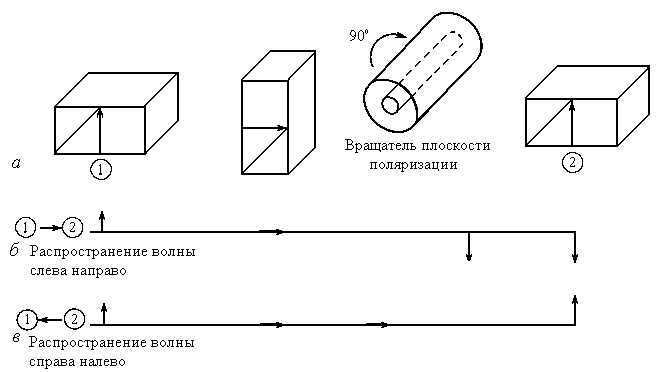 90°
Вращатель плоскости
поляризации
а
1
2
1 2
б Распространение волны
слева направо
1 2
в Распространение волны
справа налево